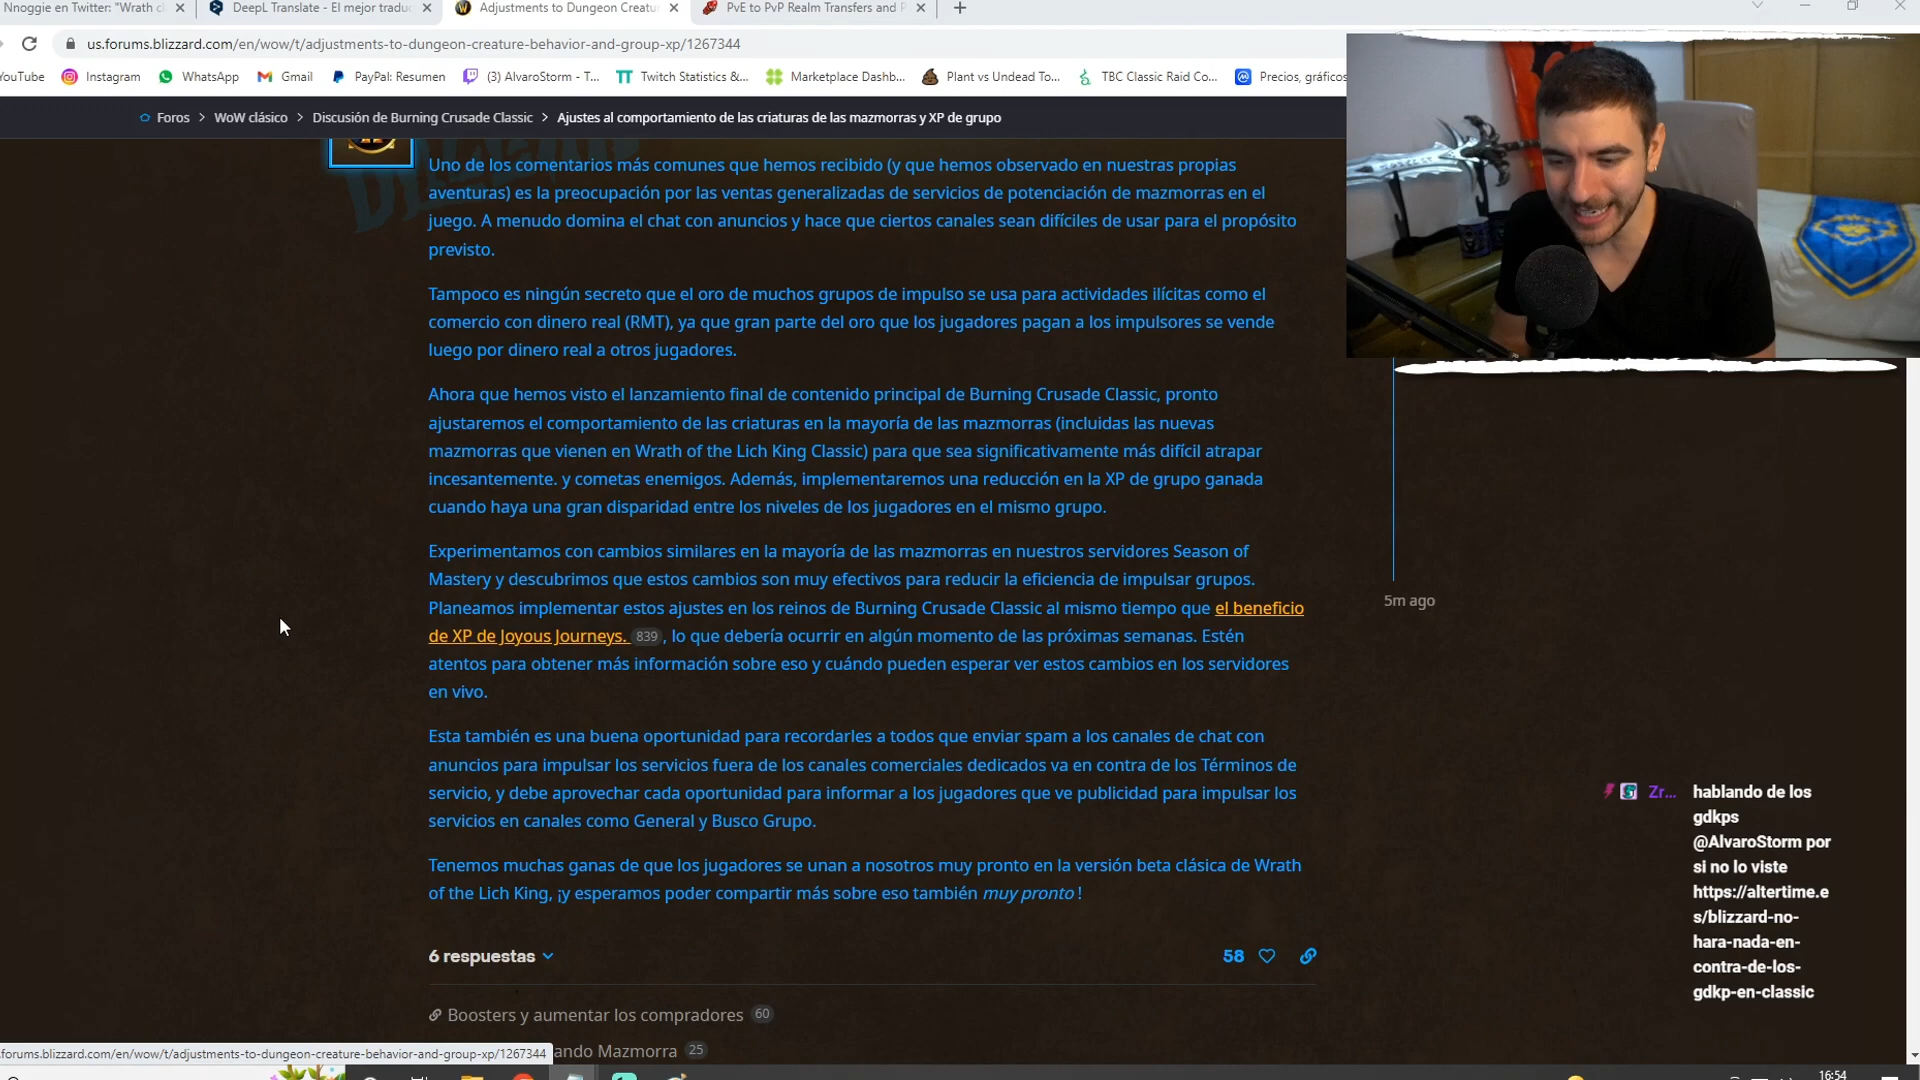 Nnoggie en Twitter: "Wrath cl
DeepL Translate - El mejor traduc
Adjustments to Dungeon Creatu
PvE to PvP Realm Transfers and F
us.forums.blizzard.com/en/wow/t/adjustments-to-dungeon-creature-behavior-and-group-xp/1267344
YouTube
Instagram
WhatsApp
Gmail
PayPal: Resumen
(3) AlvaroStorm - T...
Twitch Statistics &...
Marketplace Dashb...
Plant vs Undead To...
TBC Classic Raid Co...
Precios, gráficos
Foros > WoW clásico > Discusión de Burning Crusade Classic > Ajustes al comportamiento de las criaturas de las mazmorras y XP de grupo
Uno de los comentarios más comunes que hemos recibido (y que hemos observado en nuestras propias
aventuras) es la preocupación por las ventas generalizadas de servicios de potenciación de mazmorras en el
juego. A menudo domina el chat con anuncios y hace que ciertos canales sean difíciles de usar para el propósito
previsto.
Tampoco es ningún secreto que el oro de muchos grupos de impulso se usa para actividades ilícitas como el
comercio con dinero real (RMT), ya que gran parte del oro que los jugadores pagan a los impulsores se vende
luego por dinero real a otros jugadores.
Ahora que hemos visto el lanzamiento final de contenido principal de Burning Crusade Classic, pronto
ajustaremos el comportamiento de las criaturas en la mayoría de las mazmorras (incluidas las nuevas
mazmorras que vienen en Wrath of the Lich King Classic) para que sea significativamente más difícil atrapar
incesantemente. y cometas enemigos. Además, implementaremos una reducción en la XP de grupo ganada
cuando haya una gran disparidad entre los niveles de los jugadores en el mismo grupo.
Experimentamos con cambios similares en la mayoría de las mazmorras en nuestros servidores Season of
Mastery y descubrimos que estos cambios son muy efectivos para reducir la eficiencia de impulsar grupos.
Planeamos implementar estos ajustes en los reinos de Burning Crusade Classic al mismo tiempo que el beneficio
de XP de Joyous Journeys. 839 , lo que debería ocurrir en algún momento de las próximas semanas. Estén
atentos para obtener más información sobre eso y cuándo pueden esperar ver estos cambios en los servidores
en vivo.
Esta también es una buena oportunidad para recordarles a todos que enviar spam a los canales de chat con
anuncios para impulsar los servicios fuera de los canales comerciales dedicados va en contra de los Términos de
servicio, y debe aprovechar cada oportunidad para informar a los jugadores que ve publicidad para impulsar los
servicios en canales como General y Busco Grupo.
Tenemos muchas ganas de que los jugadores se unan a nosotros muy pronto en la versión beta clásica de Wrath
of the Lich King, ¡y esperamos poder compartir más sobre eso también muy pronto !
6 respuestas
58
Boosters y aumentar los compradores 60
ando Mazmorra 25
5m ago
Zr...
hablando de los
gdkps
@AlvaroStorm por
si no lo viste
https://altertime.e
s/blizzard-no-
hara-nada-en-
contra-de-los-
gdkp-en-classic
forums.blizzard.com/en/wow/t/adjustments-to-dungeon-creature-behavior-and-group-xp/1267344
16:54